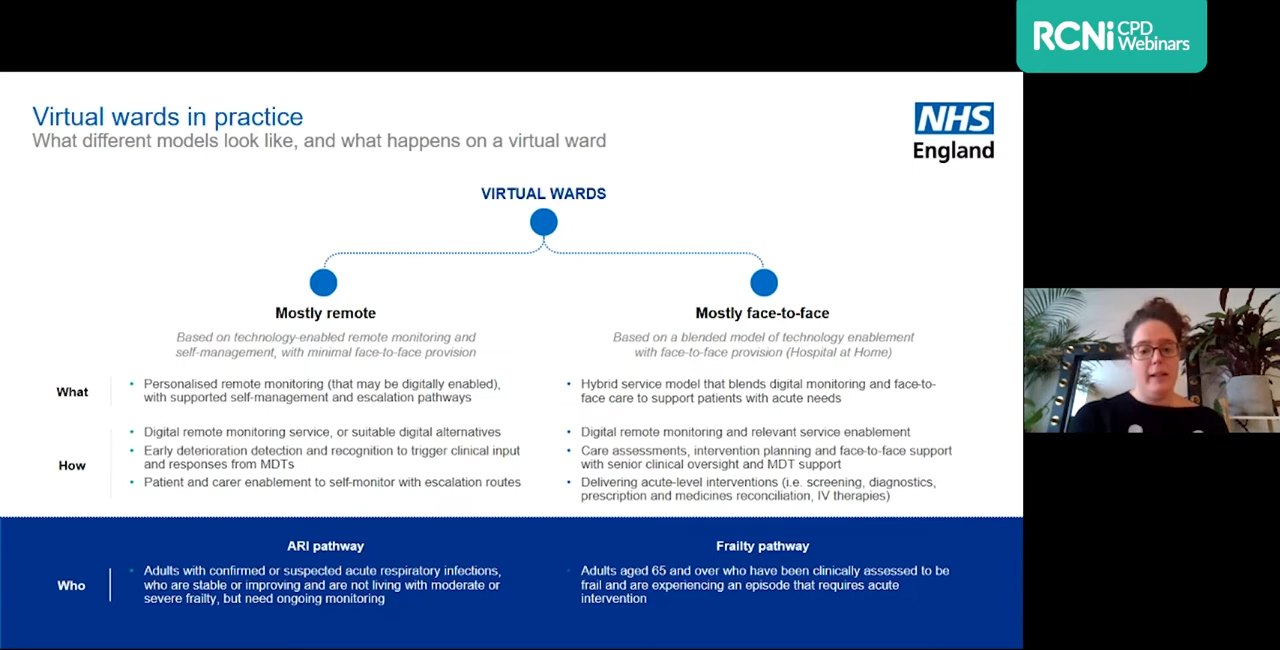 RCNi CPD
Webinars
Virtual wards in practice
What different models look like, and what happens on a virtual ward
NHS
England
VIRTUAL WARDS
Mostly remote
Based on technology-enabled remote monitoring and
self-management, with minimal face-to-face provision
Mostly face-to-face
Based on a blended model of technology enablement
with face-to-face provision (Hospital at Home)
What
• Personalised remote monitoring (that may be digitally enabled),
with supported self-management and escalation pathways
• Hybrid service model that blends digital monitoring and face-to-
face care to support patients with acute needs
How
• Digital remote monitoring service, or suitable digital alternatives
• Early deterioration detection and recognition to trigger clinical input
and responses from MDTs
• Patient and carer enablement to self-monitor with escalation routes
• Digital remote monitoring and relevant service enablement
• Care assessments, intervention planning and face-to-face support
with senior clinical oversight and MDT support
• Delivering acute-level interventions (i.e. screening, diagnostics,
prescription and medicines reconciliation, IV therapies)
Who
ARI pathway
• Adults with confirmed or suspected acute respiratory infections,
who are stable or improving and are not living with moderate or
severe frailty, but need ongoing monitoring
Frailty pathway
• Adults aged 65 and over who have been clinically assessed to be
frail and are experiencing an episode that requires acute
intervention